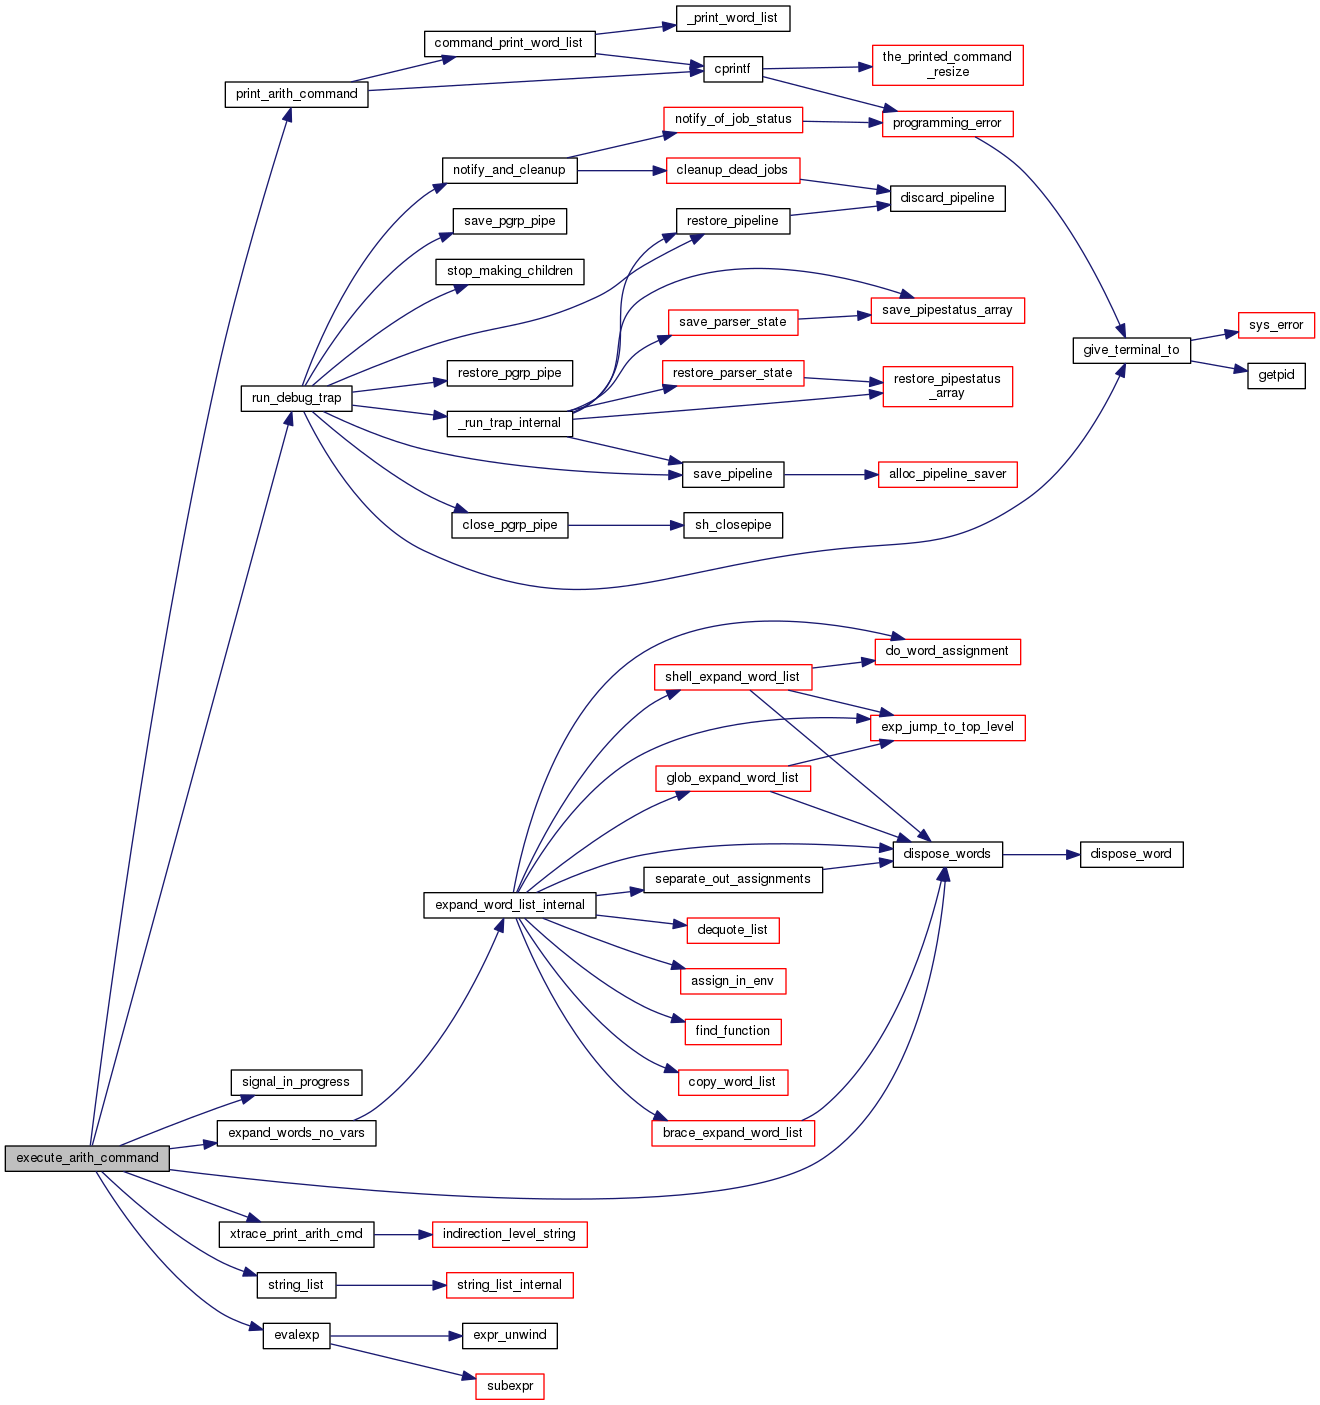 _print_word_list
command_print_word_list
cprintf
the_printed_command
_resize
print_arith_command
notify_of_job_status
programming_error
notify_and_cleanup
cleanup_dead_jobs
discard_pipeline
save_pgrp_pipe
restore_pipeline
stop_making_children
save_pipestatus_array
save_parser_state
sys_error
give_terminal_to
restore_pgrp_pipe
restore_parser_state
getpid
restore_pipestatus
_array
run_debug_trap
_run_trap_internal
save_pipeline
alloc_pipeline_saver
close_pgrp_pipe
sh_closepipe
do_word_assignment
shell_expand_word_list
exp_jump_to_top_level
glob_expand_word_list
dispose_words
dispose_word
separate_out_assignments
expand_word_list_internal
dequote_list
assign_in_env
find_function
signal_in_progress
copy_word_list
expand_words_no_vars
brace_expand_word_list
execute_arith_command
xtrace_print_arith_cmd
indirection_level_string
string_list
string_list_internal
evalexp
expr_unwind
subexpr